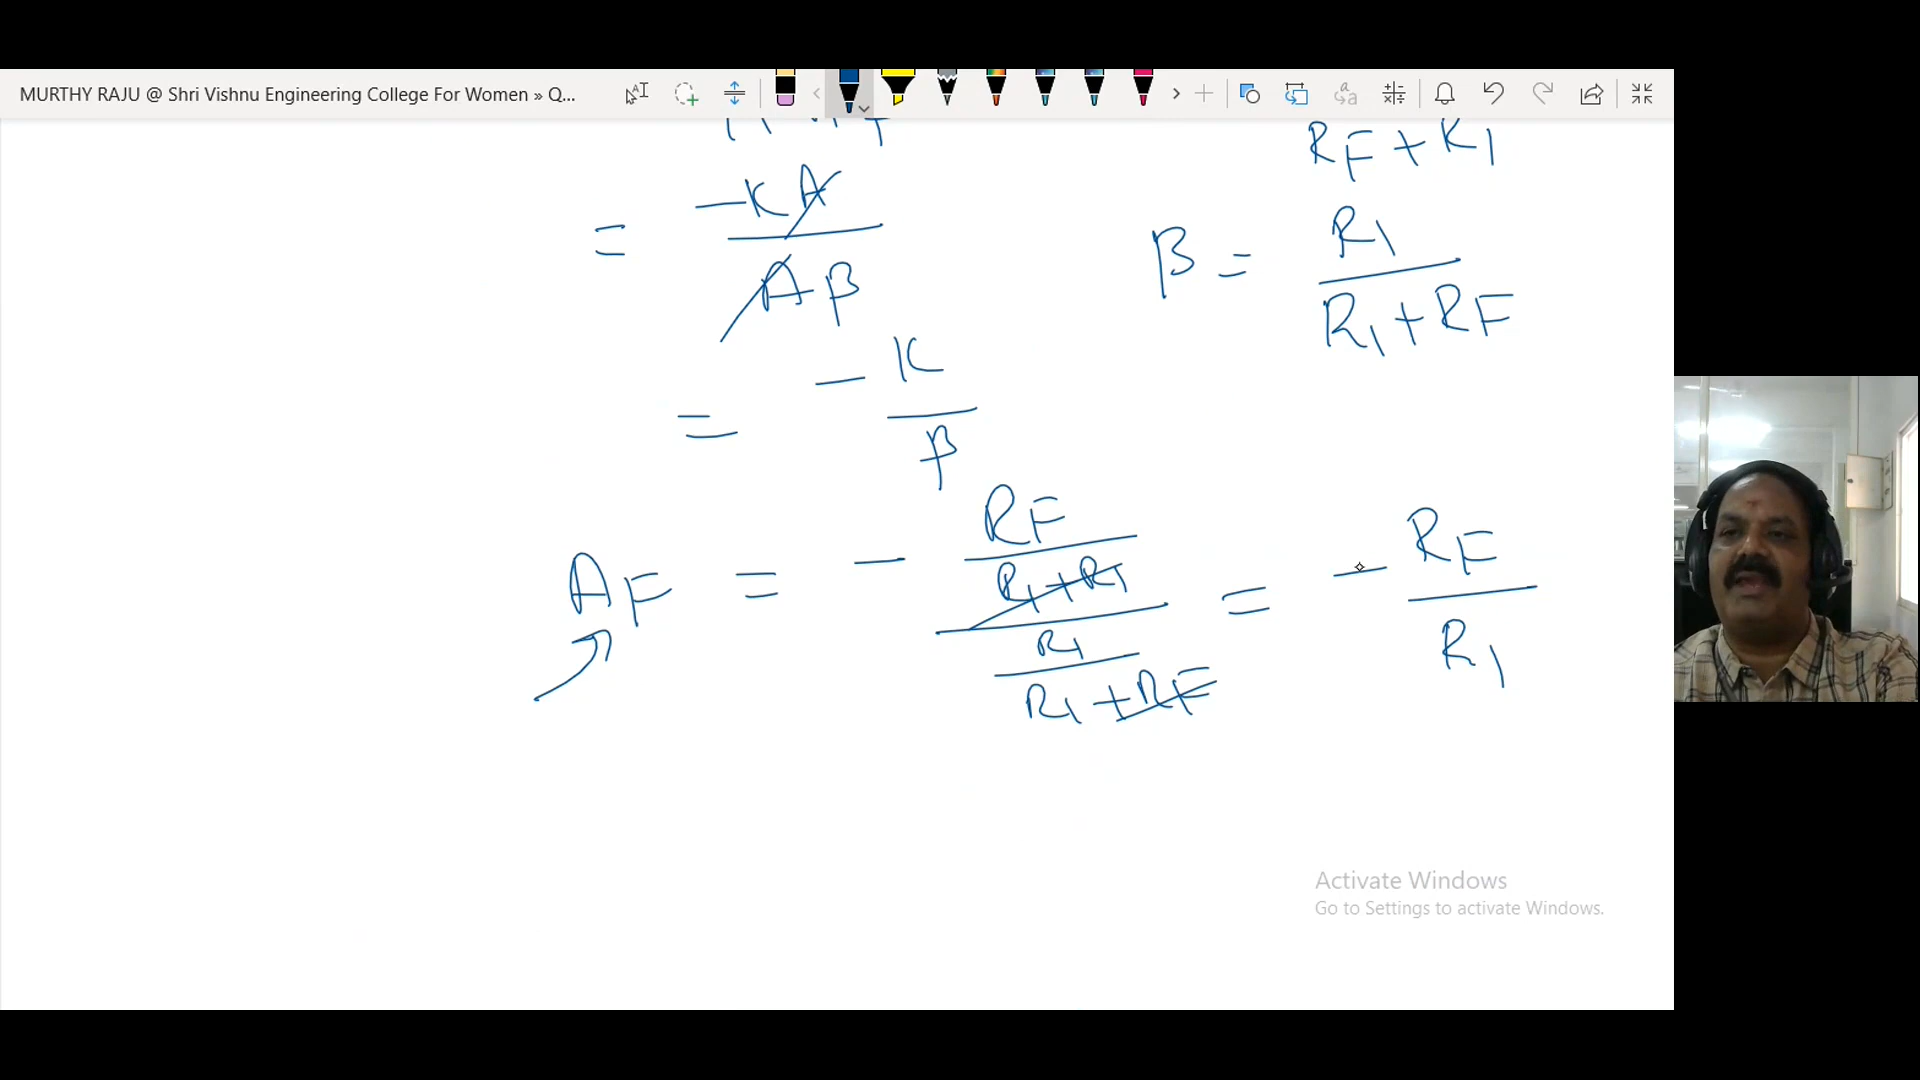 MURTHY RAJU @ Shri Vishnu Engineering College For Women » Q...
RF + R1
= -KA / Aβ
β = R1 / R1+RF
= -K / β
AF = - RF / R1+R1 / R1 / R1+RF = -RF / R1
Activate Windows
Go to Settings to activate Windows.